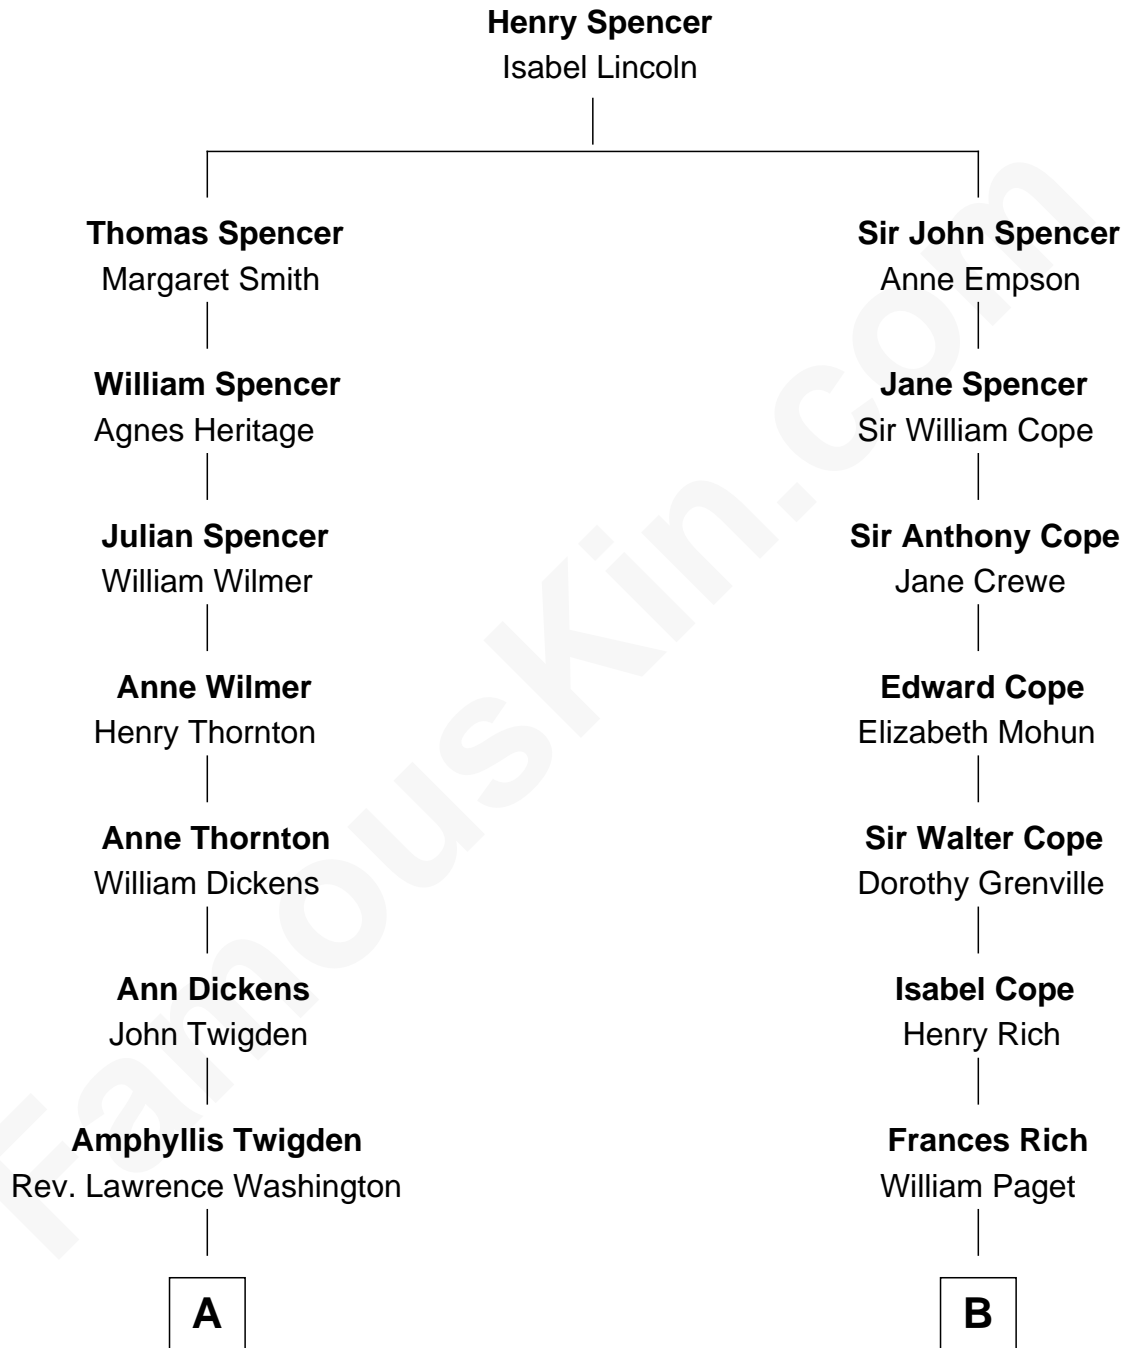 Henry Spencer
Isabel Lincoln
Thomas Spencer
Margaret Smith
William Spencer
Agnes Heritage
Julian Spencer
William Wilmer
Anne Wilmer
Henry Thornton
Anne Thornton
William Dickens
Ann Dickens
John Twigden
Amphyllis Twigden
Rev. Lawrence Washington
A
Sir John Spencer
Anne Empson
Jane Spencer
Sir William Cope
Sir Anthony Cope
Jane Crewe
Edward Cope
Elizabeth Mohun
Sir Walter Cope
Dorothy Grenville
Isabel Cope
Henry Rich
Frances Rich
William Paget
B
FamousKin.com